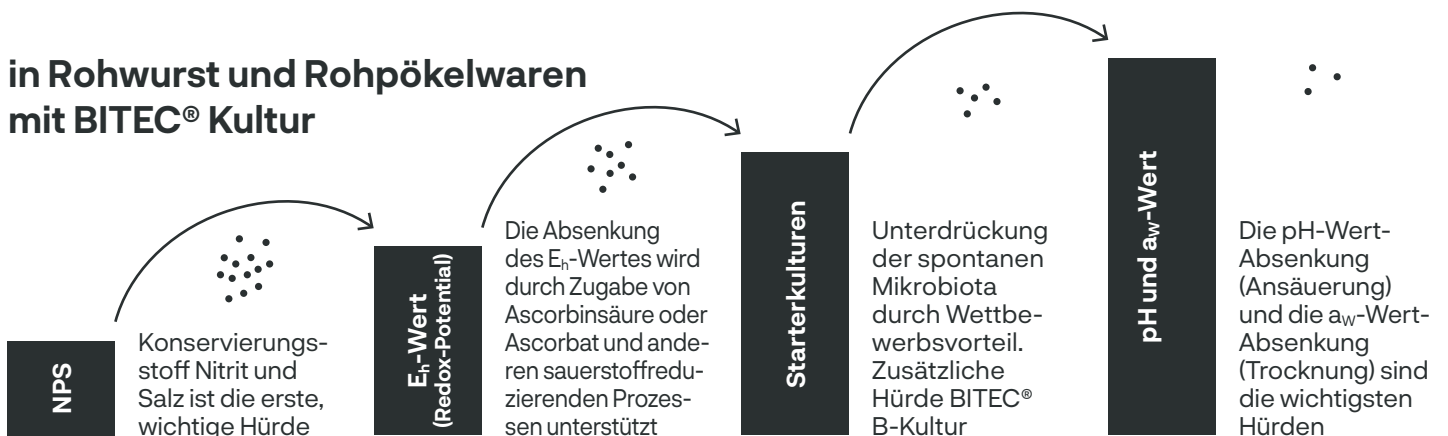 in Rohwurst und Rohpökelwaren
mit BITEC® Kultur
NPS
Konservierungs-
stoff Nitrit und
Salz ist die erste,
wichtige Hürde
Eₕ-Wert
(Redox-Potential)
Die Absenkung
des Eₕ-Wertes wird
durch Zugabe von
Ascorbinsäure oder
Ascorbat und ande-
ren sauerstoffredu-
zierenden Prozes-
sen unterstützt
Starterkulturen
Unterdrückung
der spontanen
Mikrobiota
durch Wettbe-
werbsvorteil.
Zusätzliche
Hürde BITEC®
B-Kultur
pH und aw-Wert
Die pH-Wert-
Absenkung
(Ansäuerung)
und die aw-Wert-
Absenkung
(Trocknung) sind
die wichtigsten
Hürden